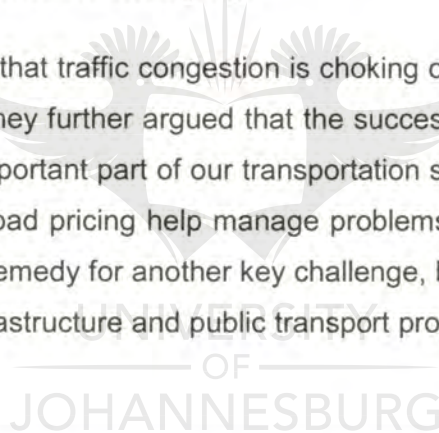 that traffic congestion is choking
ney further argued that the succes
portant part of our transportation s
oad pricing help manage problems
emedy for another key challenge,
astructure and public transport pro
UNIVERSITY
OF
JOHANNESBURG